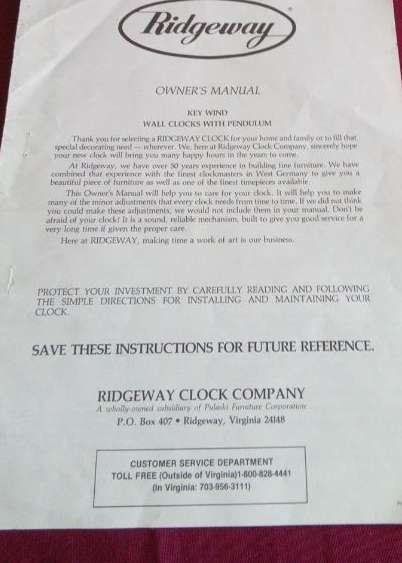 Ridgeway®
OWNER'S MANUAL
KEY WIND
WALL CLOCKS WITH PENDULUM
Thank you for selecting a RIDGEWAY CLOCK for your home and family or to fill that
special decorating need — wherever. We, here at Ridgeway Clock Company, sincerely hope
your new clock will bring you many happy hours in the years to come.
At Ridgeway, we have over 50 years experience in building fine furniture. We have
combined that experience with the finest clockmasters in West Germany to give you a
beautiful piece of furniture as well as one of the finest timepieces available.
This Owner's Manual will help you to care for your clock. It will help you to make
many of the minor adjustments that every clock needs from time to time. If we did not think
you could make these adjustments, we would not include them in your manual. Don't be
afraid of your clock! It is a sound, reliable mechanism, built to give you good service for a
very long time if given the proper care.
Here at RIDGEWAY, making time a work of art is our business.
PROTECT YOUR INVESTMENT BY CAREFULLY READING AND FOLLOWING
THE SIMPLE DIRECTIONS FOR INSTALLING AND MAINTAINING YOUR
CLOCK.
SAVE THESE INSTRUCTIONS FOR FUTURE REFERENCE.
RIDGEWAY CLOCK COMPANY
A wholly-owned subsidiary of Pulaski Furniture Corporation
P.O. Box 407 • Ridgeway, Virginia 24148
CUSTOMER SERVICE DEPARTMENT
TOLL FREE (Outside of Virginia)1-800-828-4441
(In Virginia: 703-956-3111)